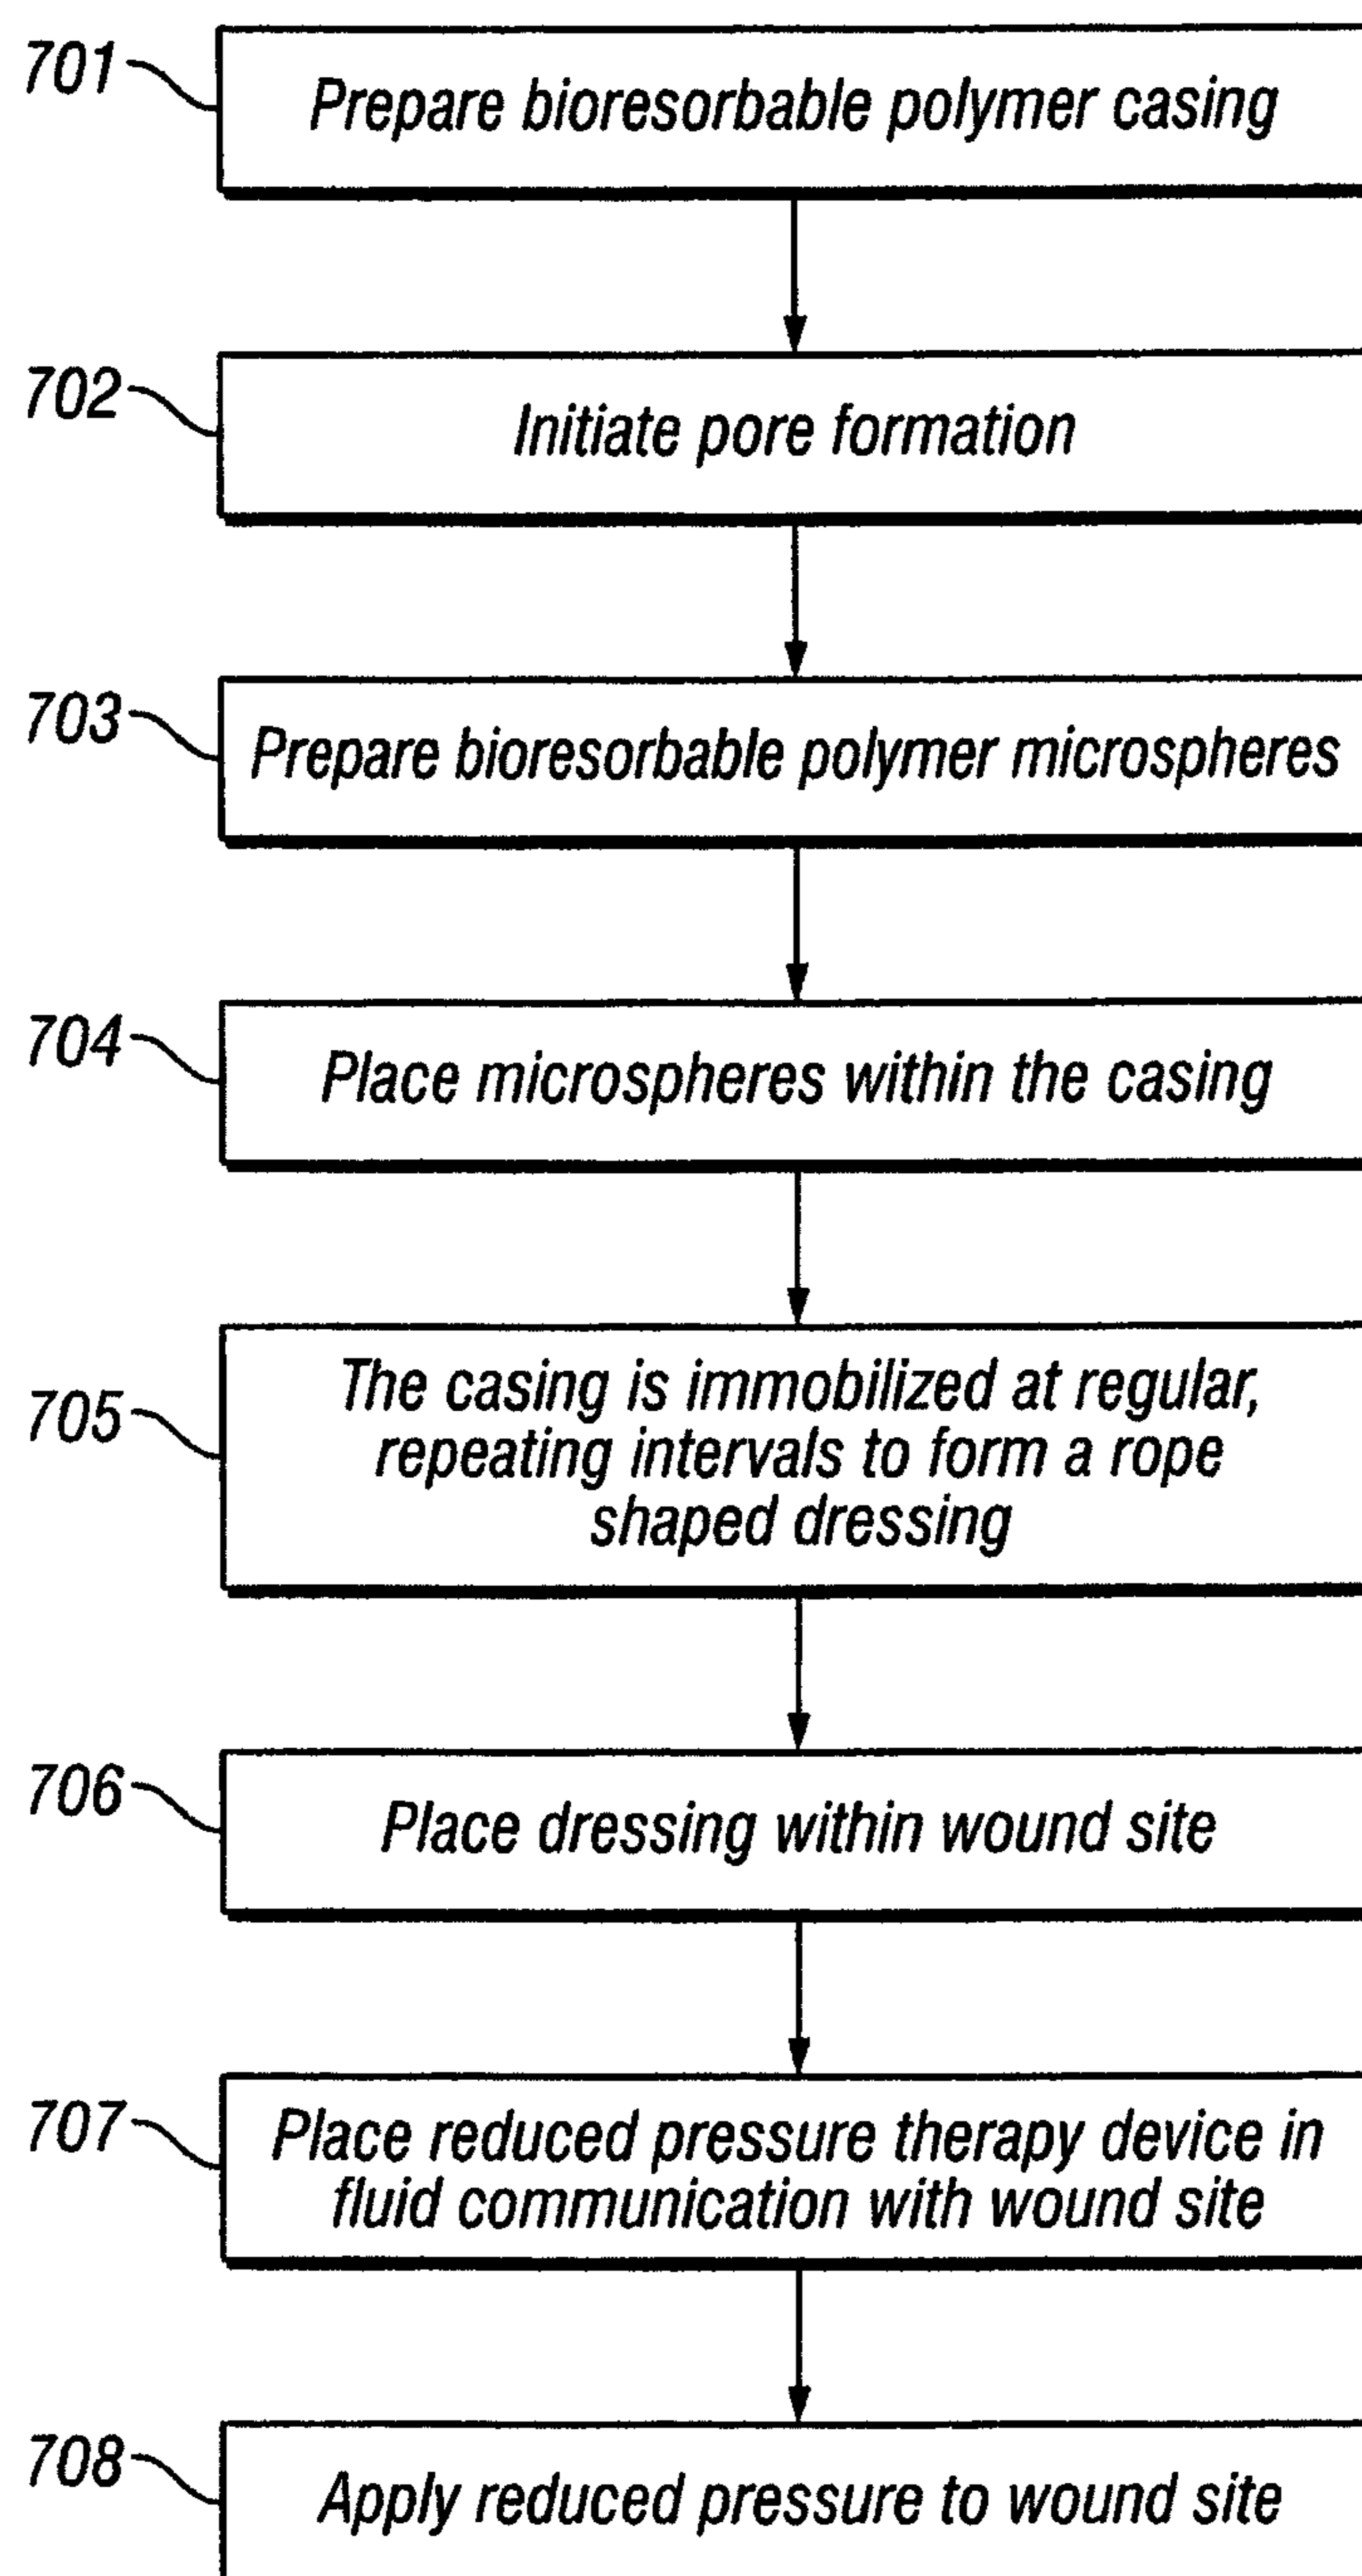 701
Prepare bioresorbable polymer casing
702
Initiate pore formation
703
Prepare bioresorbable polymer microspheres
704
Place microspheres within the casing
705
The casing is immobilized at regular,
repeating intervals to form a rope
shaped dressing
706
Place dressing within wound site
707
Place reduced pressure therapy device in
fluid communication with wound site
708
Apply reduced pressure to wound site